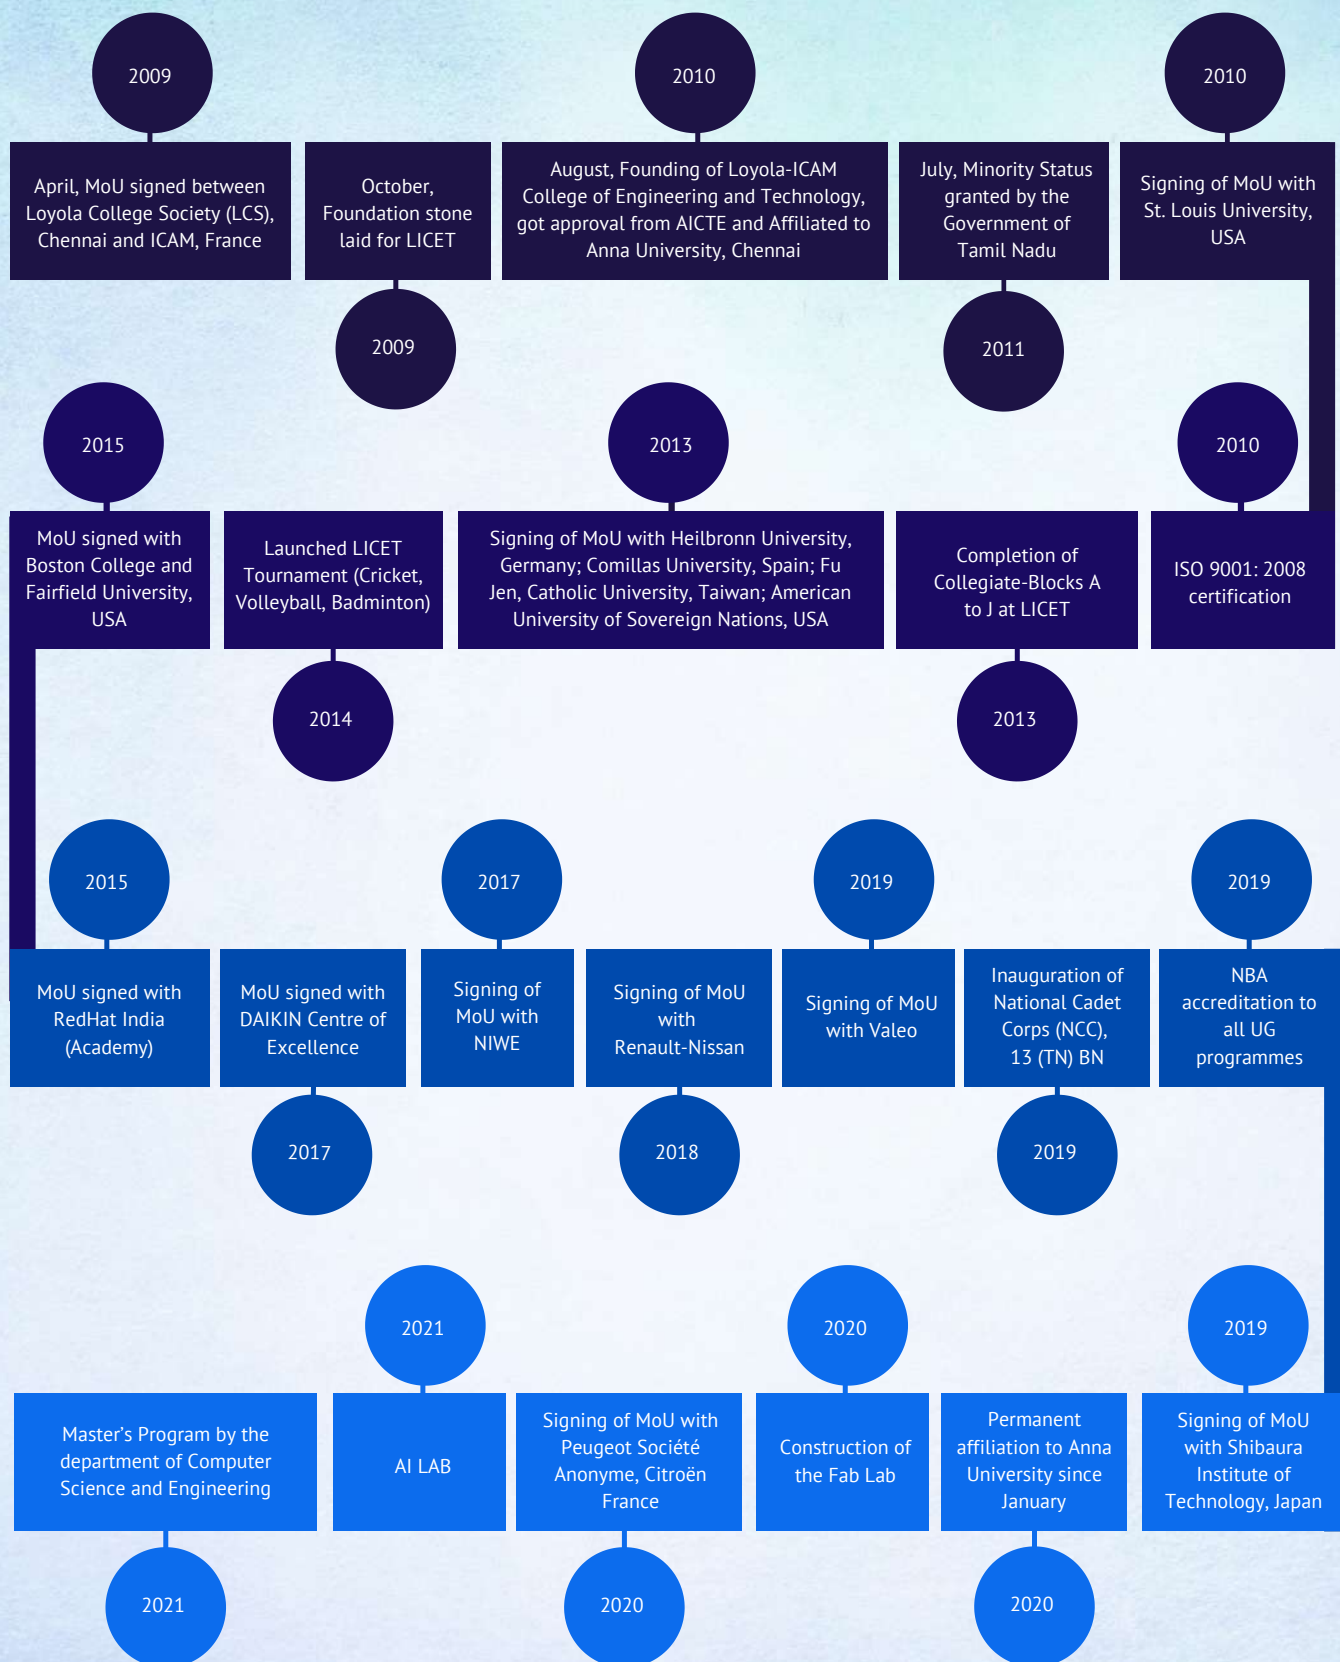 2009
April, MoU signed between
Loyola College Society (LCS),
Chennai and ICAM, France
October,
Foundation stone
laid for LICET
2009
2010
August, Founding of Loyola-ICAM
College of Engineering and Technology,
got approval from AICTE and Affiliated to
Anna University, Chennai
July, Minority Status
granted by the
Government of
Tamil Nadu
2011
2010
Signing of MoU with
St. Louis University,
USA
2010
ISO 9001: 2008
certification
Completion of
Collegiate-Blocks A
to J at LICET
2013
2013
Signing of MoU with Heilbronn University,
Germany; Comillas University, Spain; Fu
Jen, Catholic University, Taiwan; American
University of Sovereign Nations, USA
Launched LICET
Tournament (Cricket,
Volleyball, Badminton)
2014
2015
MoU signed with
Boston College and
Fairfield University,
USA
2015
MoU signed with
RedHat India
(Academy)
MoU signed with
DAIKIN Centre of
Excellence
2017
2017
Signing of
MoU with
NIWE
Signing of MoU
with
Renault-Nissan
2018
2019
Signing of MoU
with Valeo
Inauguration of
National Cadet
Corps (NCC),
13 (TN) BN
2019
2019
NBA
accreditation to
all UG
programmes
2019
Signing of MoU
with Shibaura
Institute of
Technology, Japan
Permanent
affiliation to Anna
University since
January
2020
2020
Construction of
the Fab Lab
Signing of MoU with
Peugeot Société
Anonyme, Citroën
France
2020
2021
AI LAB
Master's Program by the
department of Computer
Science and Engineering
2021